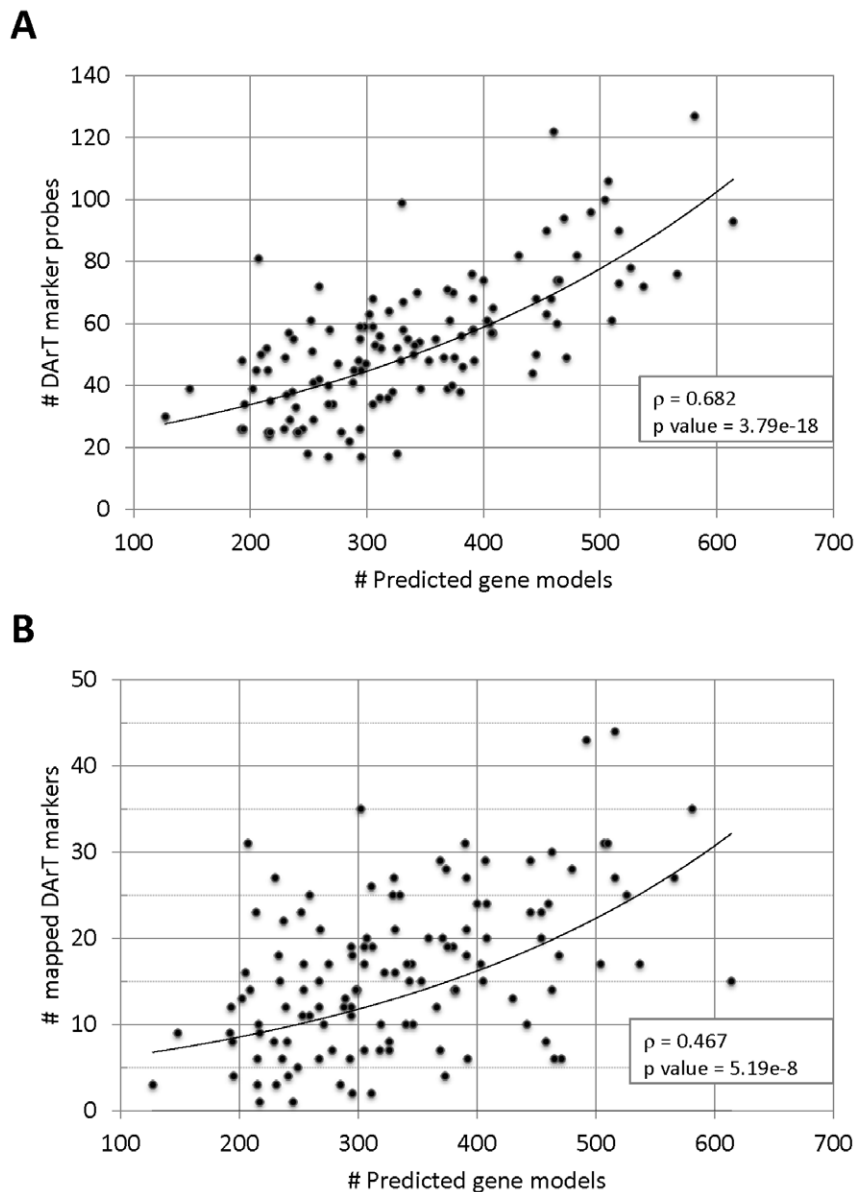 A
140
120
100
80
60
40
20
0
# DArT marker probes
ρ = 0.682
p value = 3.79e-18
100 200 300 400 500 600 700
# Predicted gene models
B
50
40
30
20
10
0
# mapped DArT markers
ρ = 0.467
p value = 5.19e-8
100 200 300 400 500 600 700
# Predicted gene models